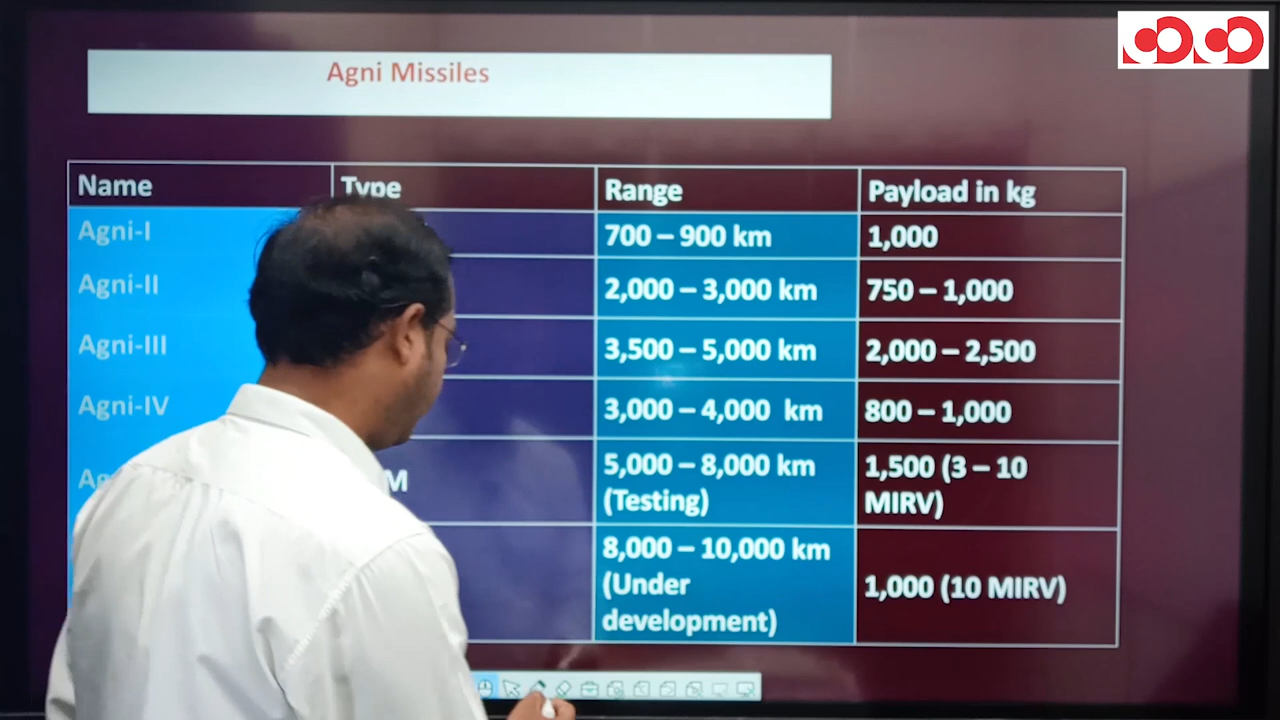 Agni Missiles
Name Type Range Payload in kg
Agni-I 700 – 900 km 1,000
Agni-II 2,000 – 3,000 km 750 – 1,000
Agni-III 3,500 – 5,000 km 2,000 – 2,500
Agni-IV 3,000 – 4,000 km 800 – 1,000
5,000 – 8,000 km
(Testing)
1,500 (3 – 10
MIRV)
8,000 – 10,000 km
(Under
development)
1,000 (10 MIRV)